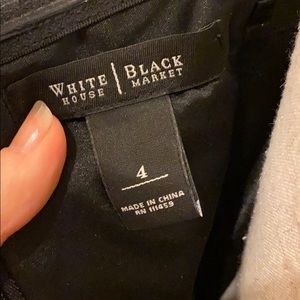 WHITE | BLACK
HOUSE | MARKET
4
MADE IN CHINA
RN 111459